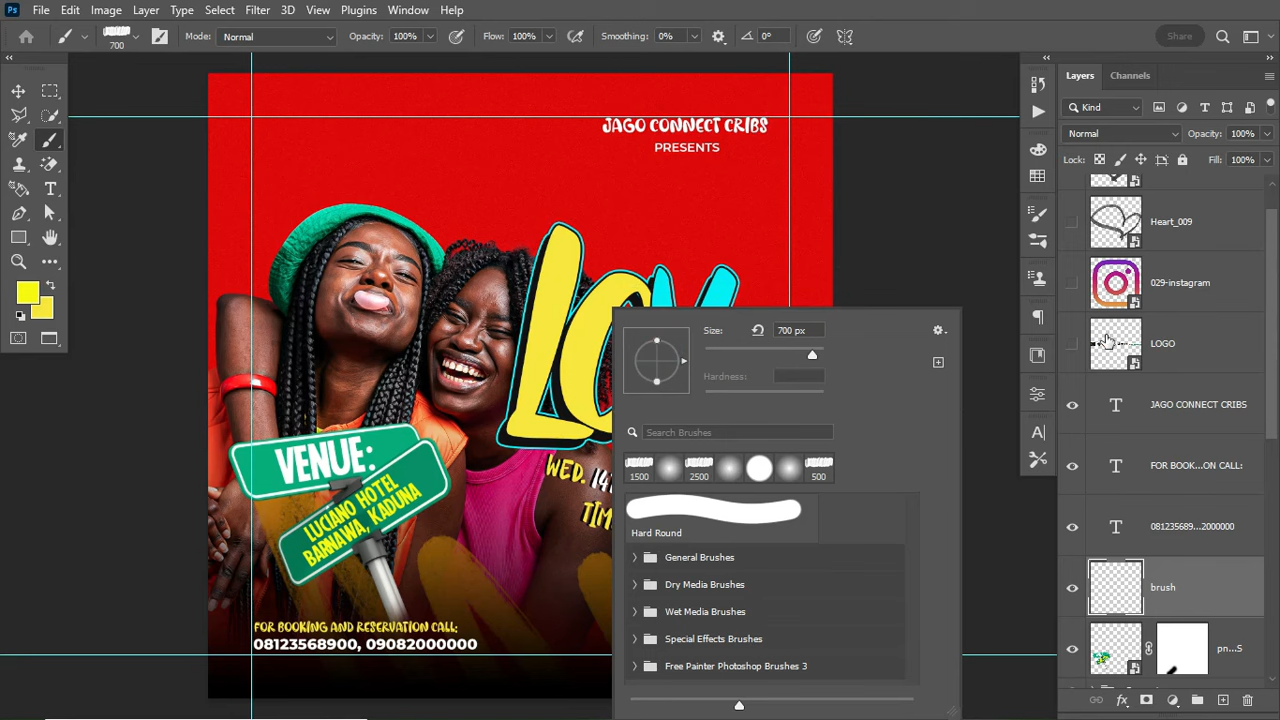 Ps File Edit Image Layer Type Select Filter 3D View Plugins Window Help
700 Mode: Normal Opacity: 100% Flow: 100% Smoothing: 0% 0° Share
Layers Channels
Kind
Normal Opacity: 100%
Lock: Fill: 100%
JAGO CONNECT CRIBS
PRESENTS
VENUE:
LUCIANO HOTEL
BARNAWA, KADUNA
WED.
FOR BOOKING AND RESERVATION CALL:
08123568900, 09082000000
Size: 700 px
Hardness:
Search Brushes
1500 2500 500
Hard Round
General Brushes
Dry Media Brushes
Wet Media Brushes
Special Effects Brushes
Free Painter Photoshop Brushes 3
Heart_009
029-instagram
LOGO
T JAGO CONNECT CRIBS
T FOR BOOK...ON CALL:
T 081235689...2000000
brush
pn...S